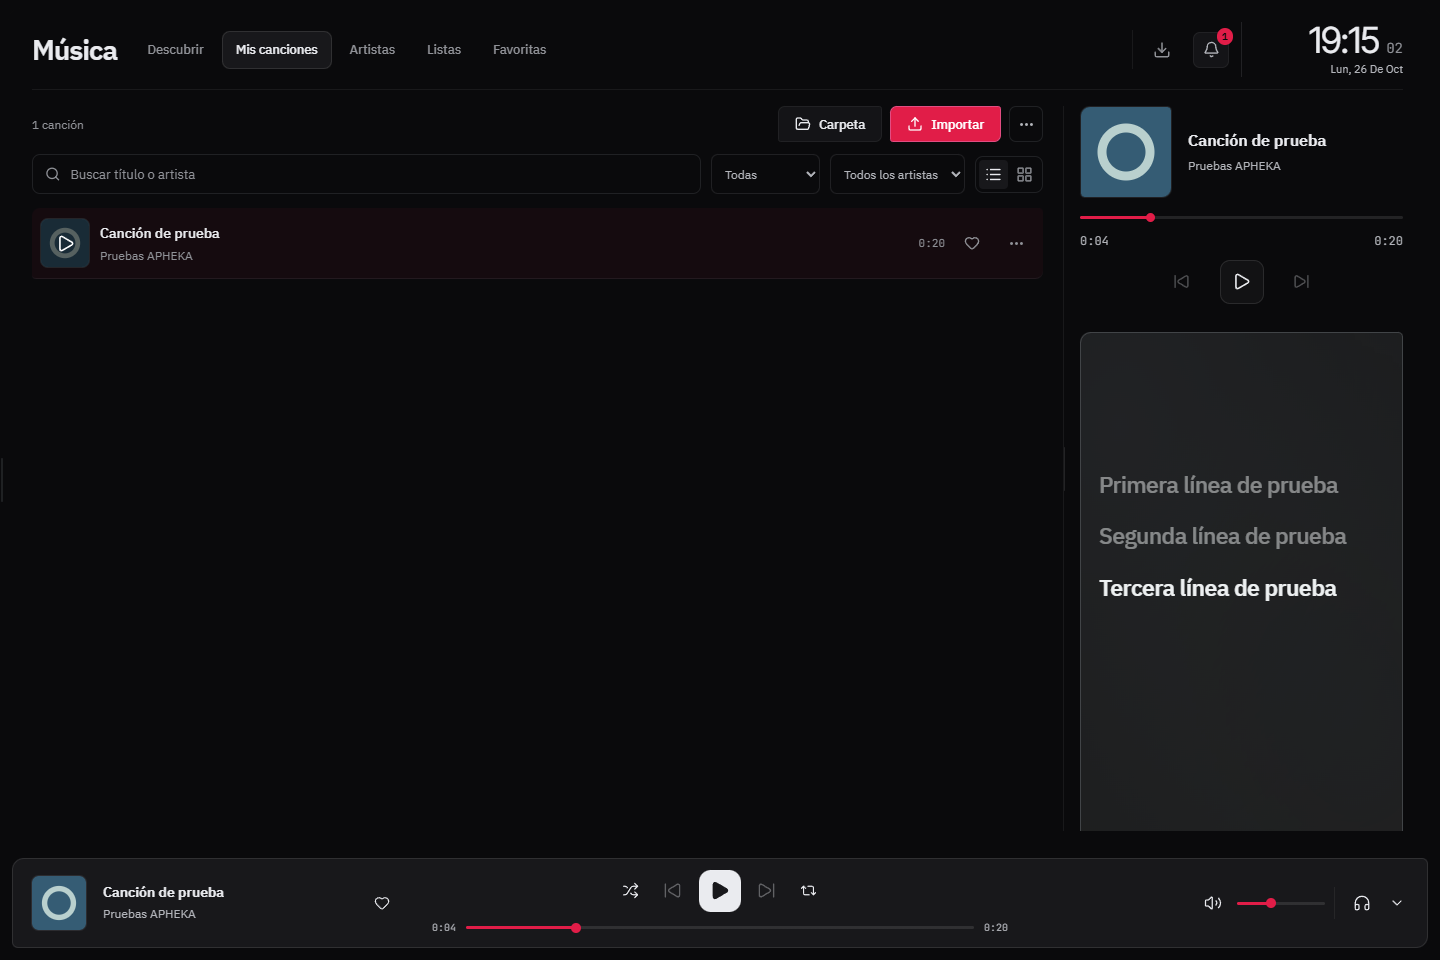 Música
Descubrir
Mis canciones
Artistas
Listas
Favoritas
1
19:15 02
Lun, 26 De Oct
1 canción
Carpeta
Importar
Buscar título o artista
Todas
Todos los artistas
Canción de prueba
Pruebas APHEKA
0:20
Canción de prueba
Pruebas APHEKA
0:04
0:20
Primera línea de prueba
Segunda línea de prueba
Tercera línea de prueba
Canción de prueba
Pruebas APHEKA
0:04
0:20